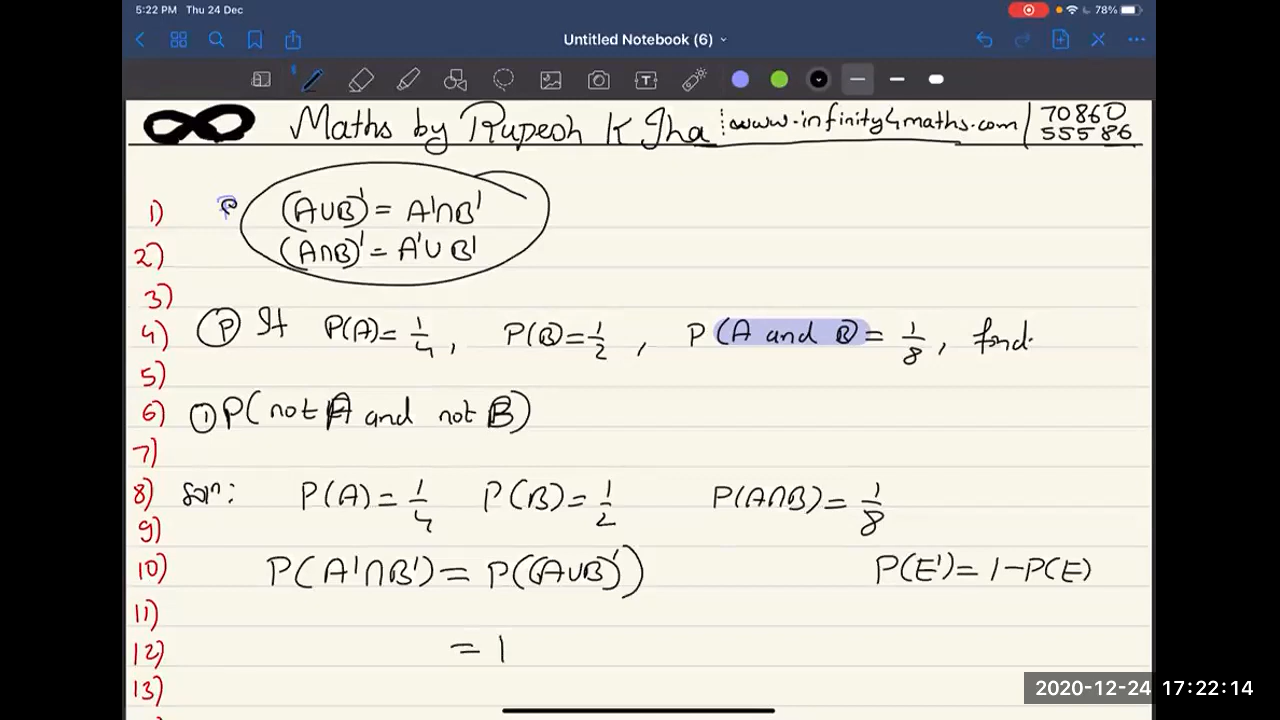 5:22 PM Thu 24 Dec 78%
Untitled Notebook (6)
Maths by Rupesh K Jha www.infinity4maths.com 70860
55586
1) P (A∪B)' = A'∩B'
2) (A∩B)' = A'∪B'
3)
4) P If P(A)=1/4, P(B)=1/2, P(A and B)=1/8, find.
5)
6) ① P(not A and not B)
7)
8) Soln: P(A)=1/4 P(B)=1/2 P(A∩B)=1/8
9)
10) P(A'∩B') = P((A∪B)') P(E')=1-P(E)
11)
12) = 1
13)
2020-12-24 17:22:14